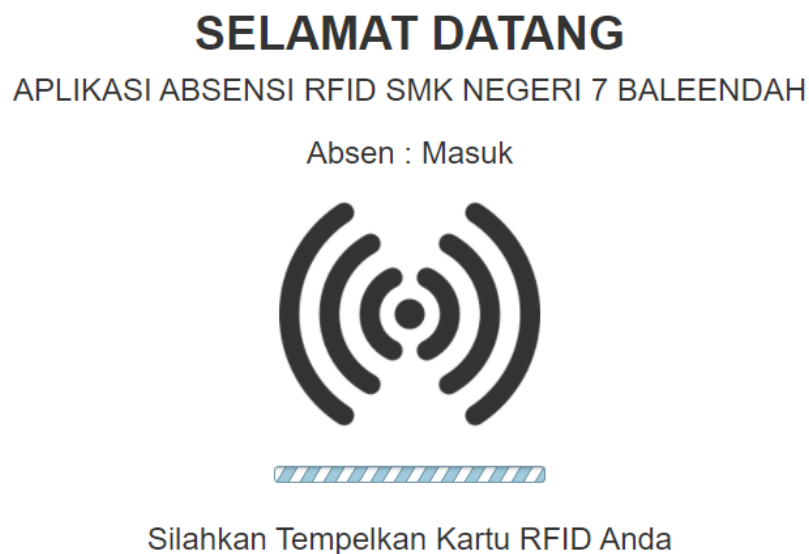 SELAMAT DATANG
APLIKASI ABSENSI RFID SMK NEGERI 7 BALEENDAH
Absen : Masuk
Silahkan Tempelkan Kartu RFID Anda